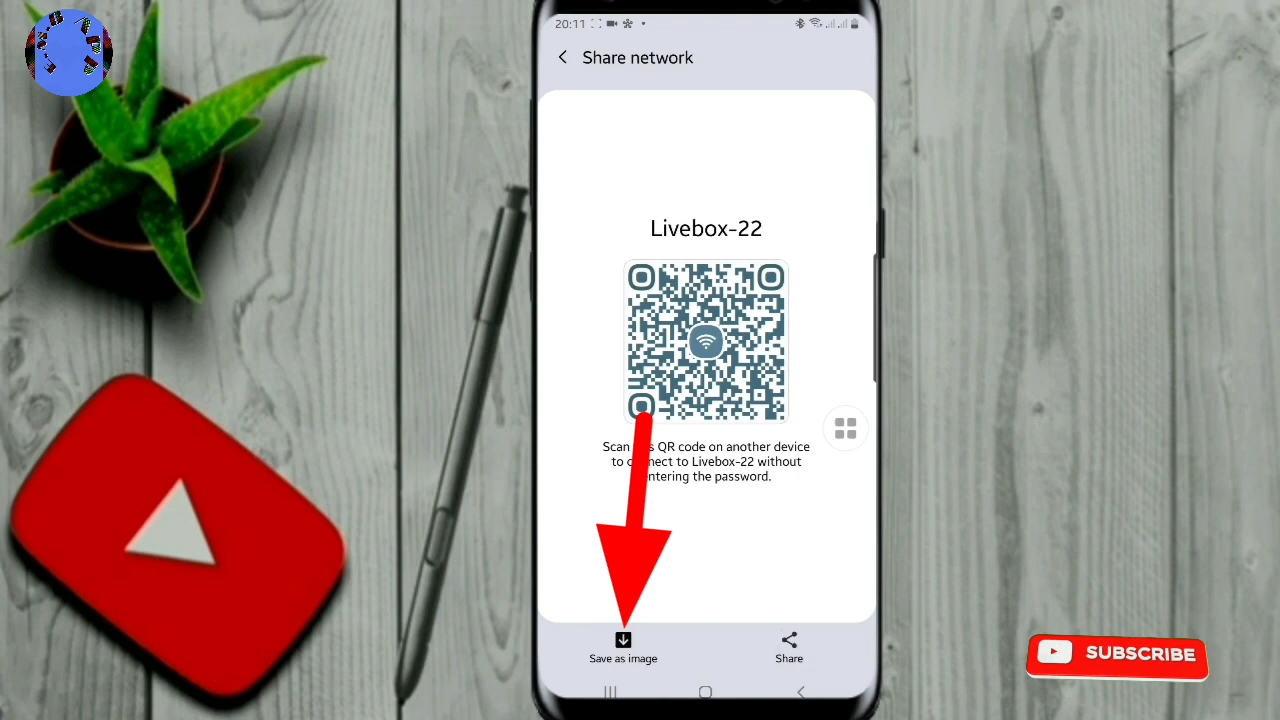 20:11
Share network
Livebox-22
Scan QR code on another device
to connect to Livebox-22 without
entering the password.
Save as image
Share
SUBSCRIBE